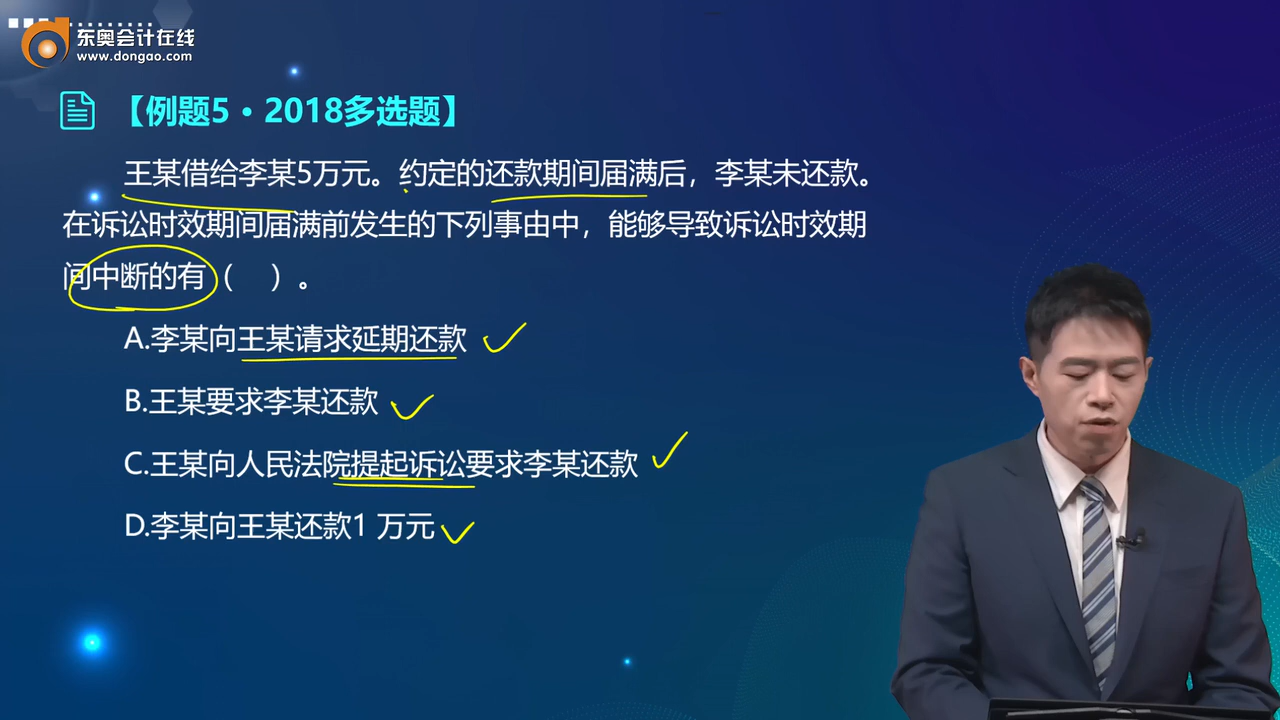 东奥会计在线
www.dongao.com
【例题5·2018多选题】
王某借给李某5万元。约定的还款期间届满后，李某未还款。
在诉讼时效期间届满前发生的下列事由中，能够导致诉讼时效期
间中断的有（ ）。
A.李某向王某请求延期还款
B.王某要求李某还款
C.王某向人民法院提起诉讼要求李某还款
D.李某向王某还款1 万元